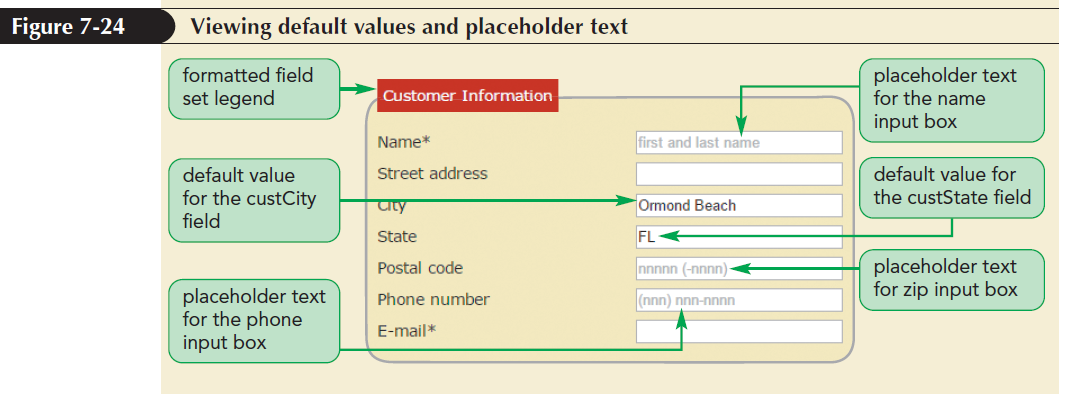 Figure 7-24
Viewing default values and placeholder text
formatted field
set legend
Customer Information
placeholder text
for the name
input box
Name*
first and last name
Street address
default value
for the custCity
field
default value for
the custState field
City
Ormond Beach
State
FL
Postal code
nnnnn (-nnnn)
placeholder text
for zip input box
Phone number
(nnn) nnn-nnnn
placeholder text
for the phone
input box
E-mail*